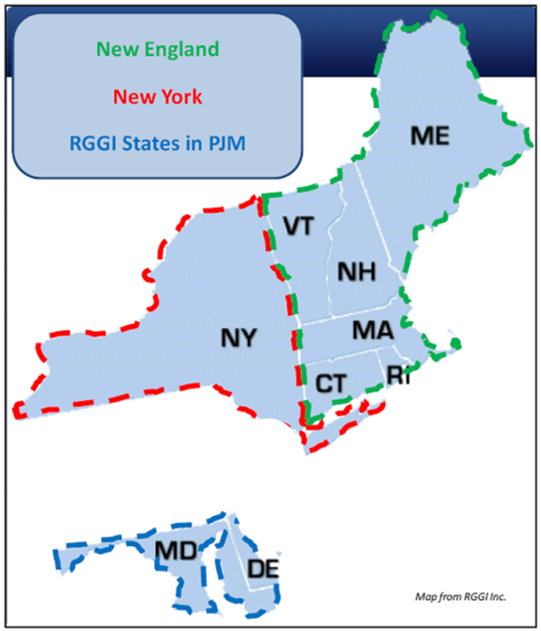 New England
New York
RGGI States in PJM
ME
VT
NH
NY
MA
CT
RI
MD
DE
Map from RGGI Inc.